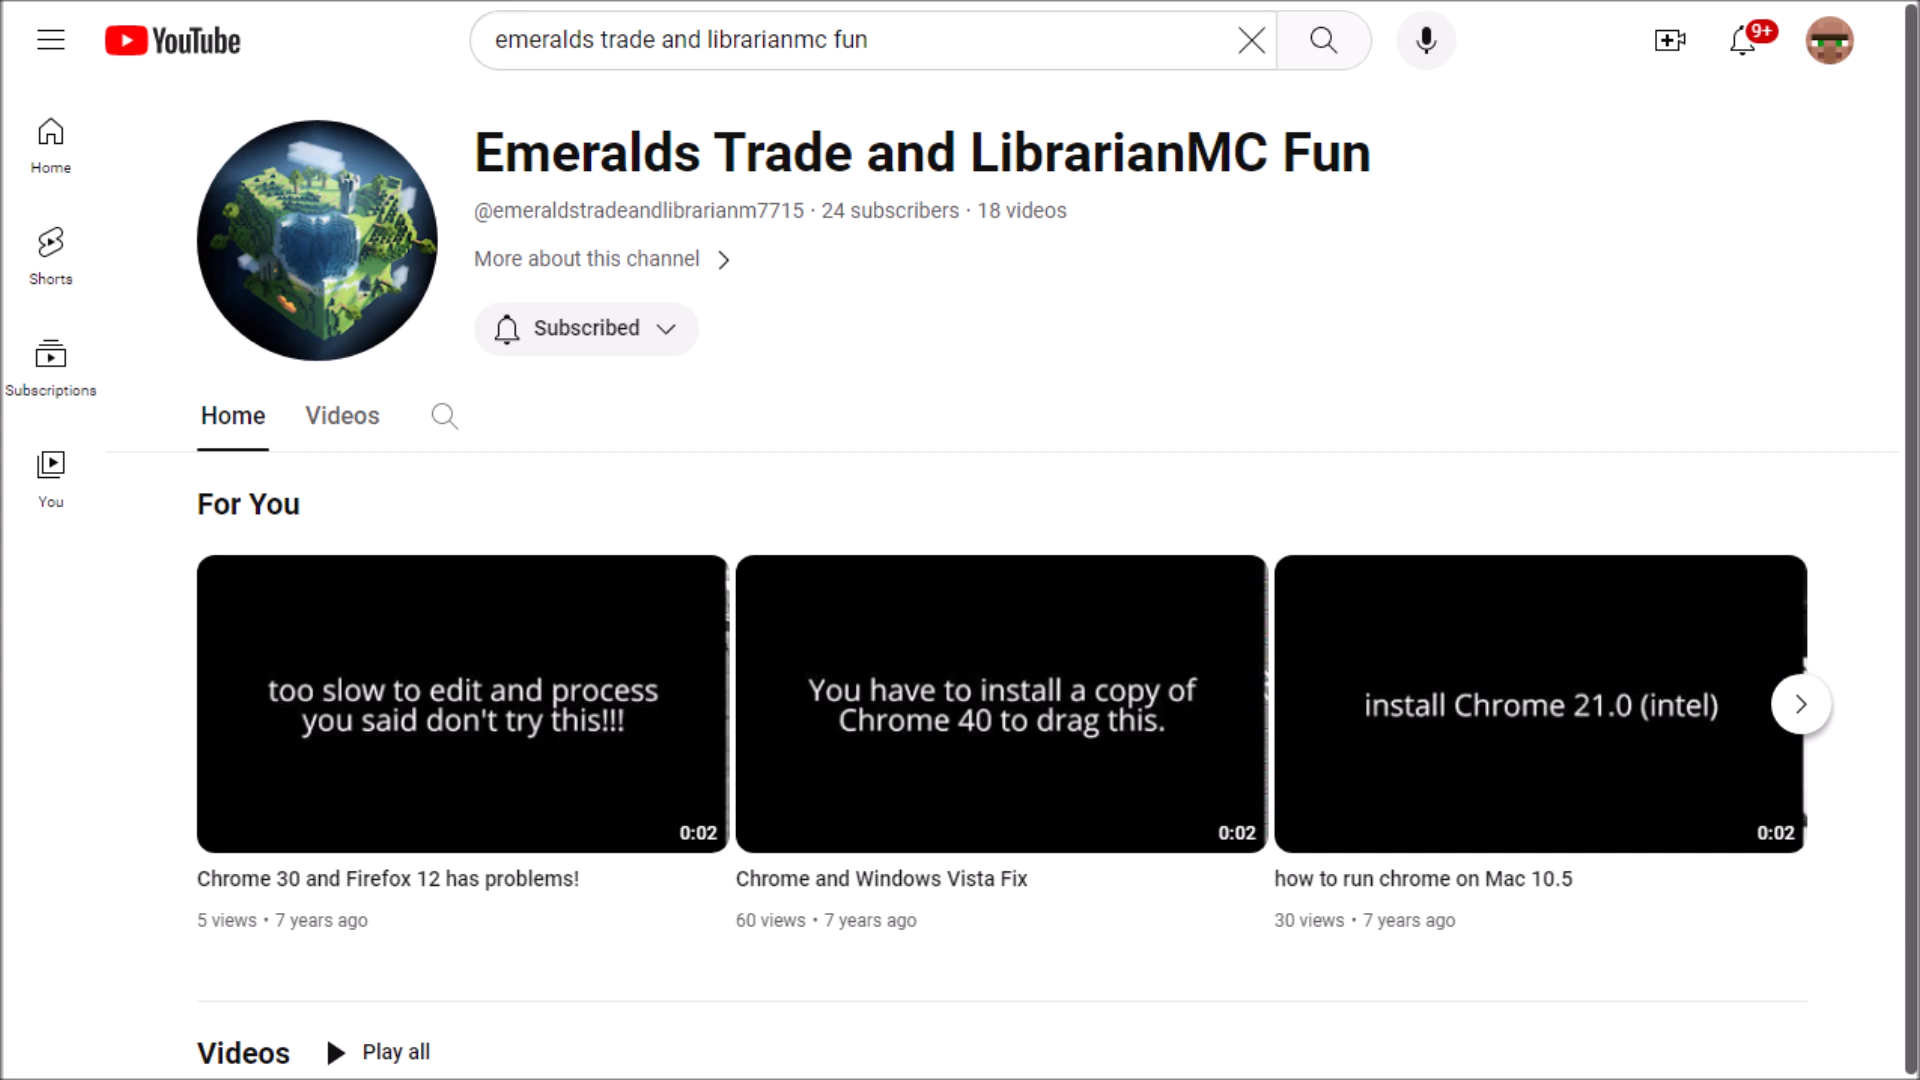 YouTube
emeralds trade and librarianmc fun
9+
Home
Shorts
Subscriptions
You
Emeralds Trade and LibrarianMC Fun
@emeraldstradeandlibrarianm7715 · 24 subscribers · 18 videos
More about this channel
Subscribed
Home
Videos
For You
too slow to edit and process
you said don't try this!!!
0:02
You have to install a copy of
Chrome 40 to drag this.
0:02
install Chrome 21.0 (intel)
0:02
Chrome 30 and Firefox 12 has problems!
5 views • 7 years ago
Chrome and Windows Vista Fix
60 views • 7 years ago
how to run chrome on Mac 10.5
30 views • 7 years ago
Videos
Play all